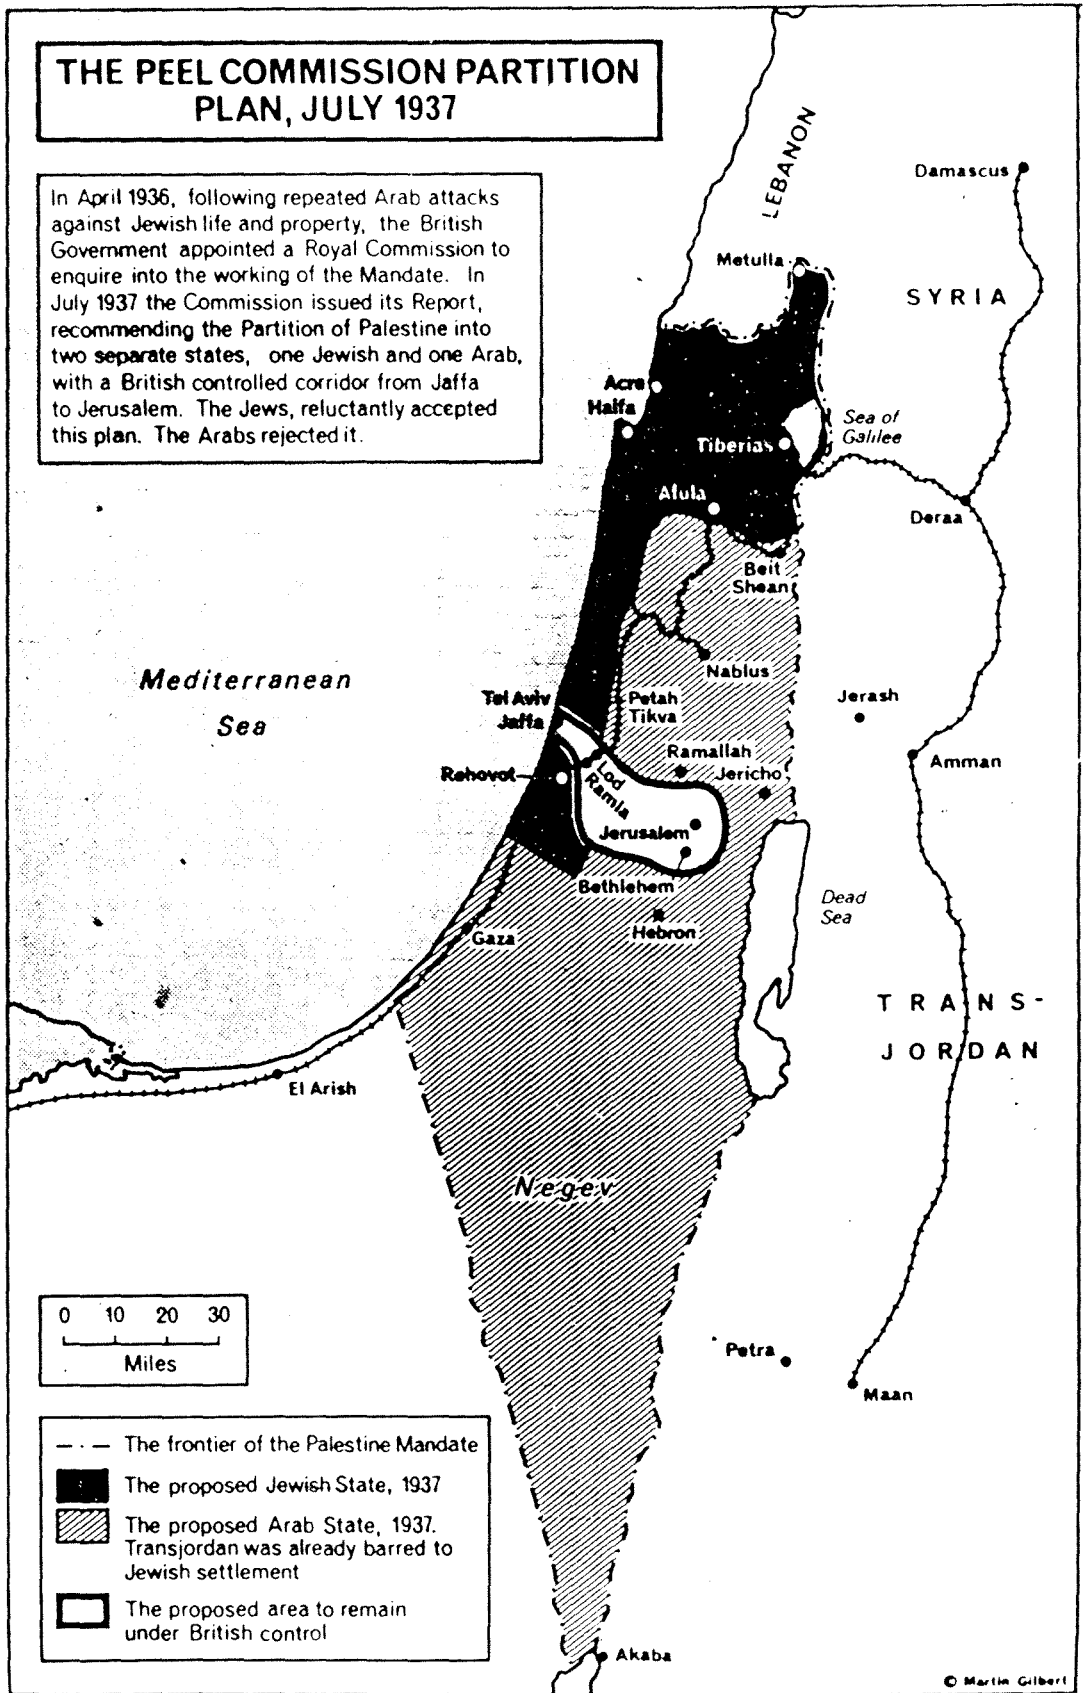 THE PEEL COMMISSION PARTITION
PLAN, JULY 1937
In April 1936, following repeated Arab attacks
against Jewish life and property, the British
Government appointed a Royal Commission to
enquire into the working of the Mandate. In
July 1937 the Commission issued its Report,
recommending the Partition of Palestine into
two separate states, one Jewish and one Arab,
with a British controlled corridor from Jaffa
to Jerusalem. The Jews, reluctantly accepted
this plan. The Arabs rejected it.
LEBANON
Damascus
Metulla
SYRIA
Acre
Haifa
Sea of
Galilee
Tiberias
Afula
Deraa
Beit
Shean
Mediterranean
Sea
Nablus
Tel Aviv
Jaffa
Petah
Tikva
Jerash
Ramallah
Amman
Rehovot
Lod
Ramla
Jericho
Jerusalem
Bethlehem
Dead
Sea
Hebron
Gaza
TRANS-
JORDAN
El Arish
Negev
0 10 20 30
Miles
Petra
Maan
The frontier of the Palestine Mandate
The proposed Jewish State, 1937
The proposed Arab State, 1937.
Transjordan was already barred to
Jewish settlement
The proposed area to remain
under British control
Akaba
© Martin Gilbert